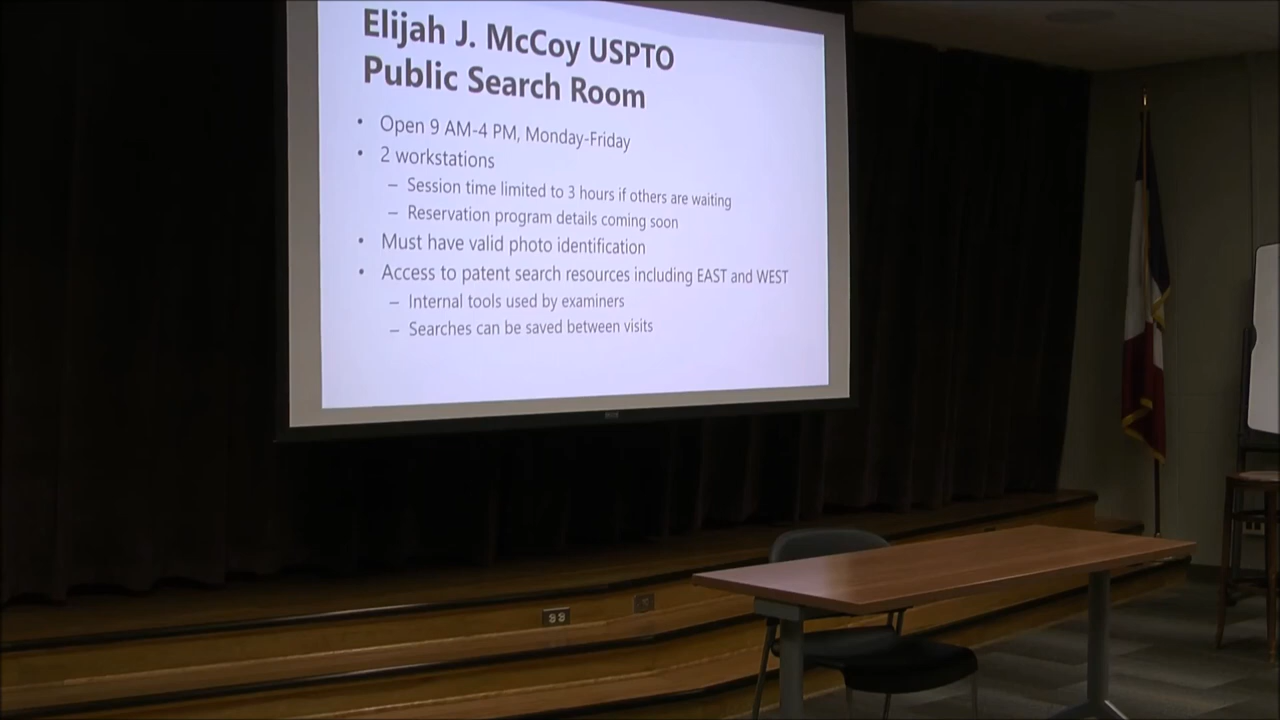 Elijah J. McCoy USPTO
Public Search Room
• Open 9 AM-4 PM, Monday-Friday
• 2 workstations
– Session time limited to 3 hours if others are waiting
– Reservation program details coming soon
• Must have valid photo identification
• Access to patent search resources including EAST and WEST
– Internal tools used by examiners
– Searches can be saved between visits